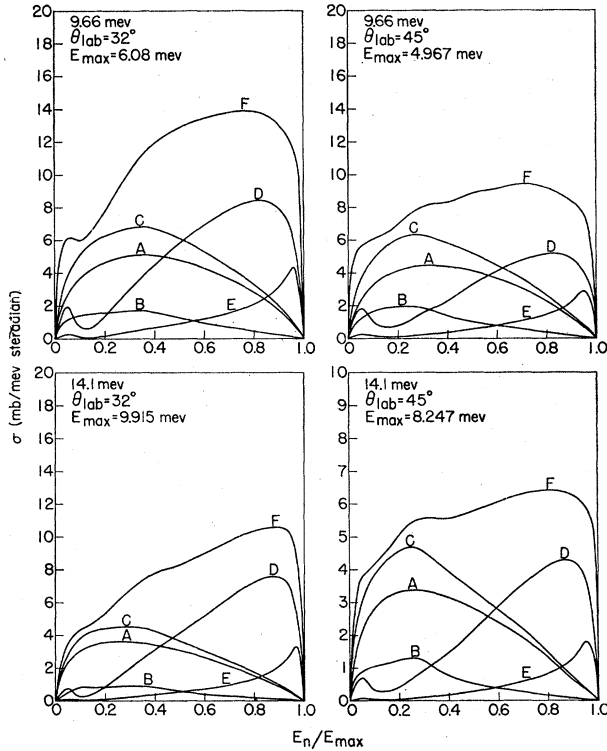 9.66 mev
θlab=32°
Emax=6.08 mev
20
18
16
14
12
10
8
6
4
2
0
F
D
C
A
B
E
0 0.2 0.4 0.6 0.8 1.0
9.66 mev
θlab=45°
Emax=4.967 mev
20
18
16
14
12
10
8
6
4
2
0
F
D
C
A
B
E
0 0.2 0.4 0.6 0.8 1.0
σ (mb/mev steradian)
14.1 mev
θlab=32°
Emax=9.915 mev
20
18
16
14
12
10
8
6
4
2
0
F
D
C
A
B
E
0 0.2 0.4 0.6 0.8 1.0
14.1 mev
θlab=45°
Emax=8.247 mev
10
9
8
7
6
5
4
3
2
1
0
F
D
C
A
B
E
0 0.2 0.4 0.6 0.8 1.0
En/Emax